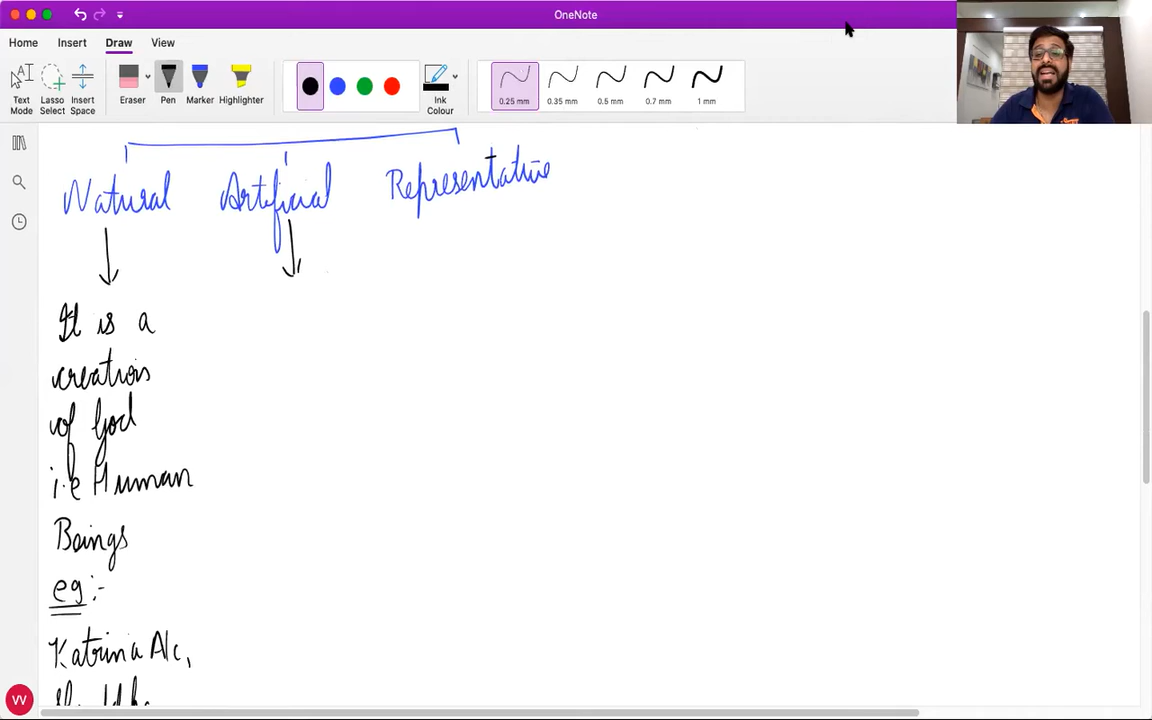 OneNote
Home Insert Draw View
Text Mode
Lasso Select
Insert Space
Eraser
Pen
Marker
Highlighter
Ink Colour
0.25 mm
0.35 mm
0.5 mm
0.7 mm
1 mm
Natural Artificial Representative
It is a
creation
of God
i.e Human
Beings
eg:-
Katrina A/c,
VV